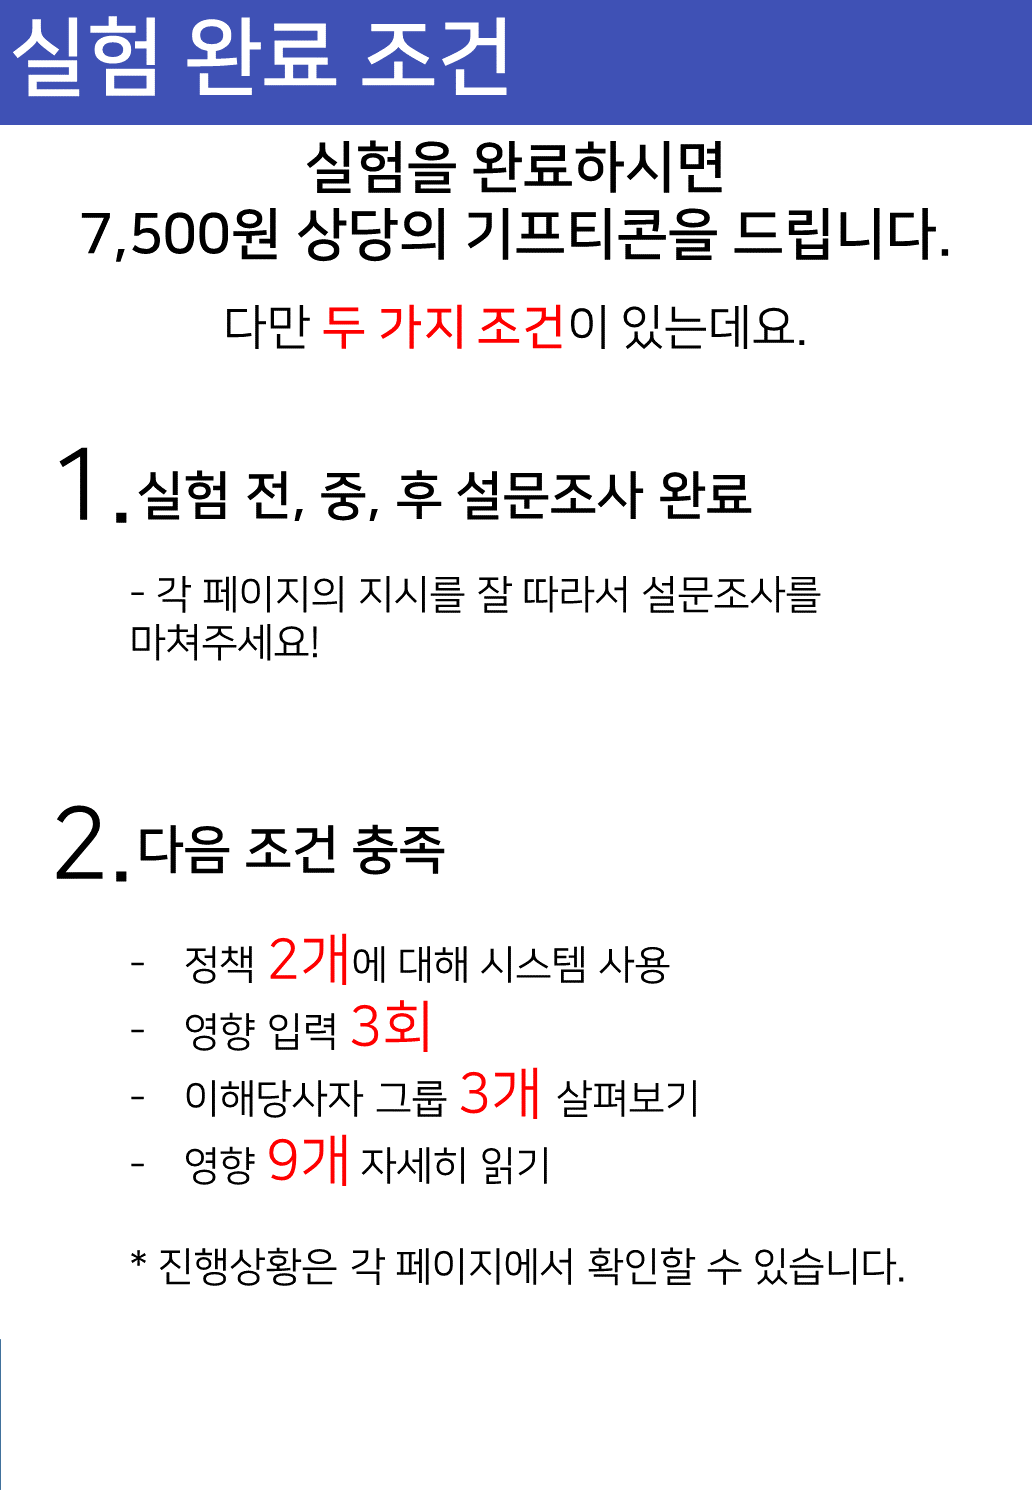 실험 완료 조건
실험을 완료하시면
7,500원 상당의 기프티콘을 드립니다.
다만 두 가지 조건이 있는데요.
1. 실험 전, 중, 후 설문조사 완료
- 각 페이지의 지시를 잘 따라서 설문조사를
마쳐주세요!
2. 다음 조건 충족
- 정책 2개에 대해 시스템 사용
- 영향 입력 3회
- 이해당사자 그룹 3개 살펴보기
- 영향 9개 자세히 읽기
* 진행상황은 각 페이지에서 확인할 수 있습니다.